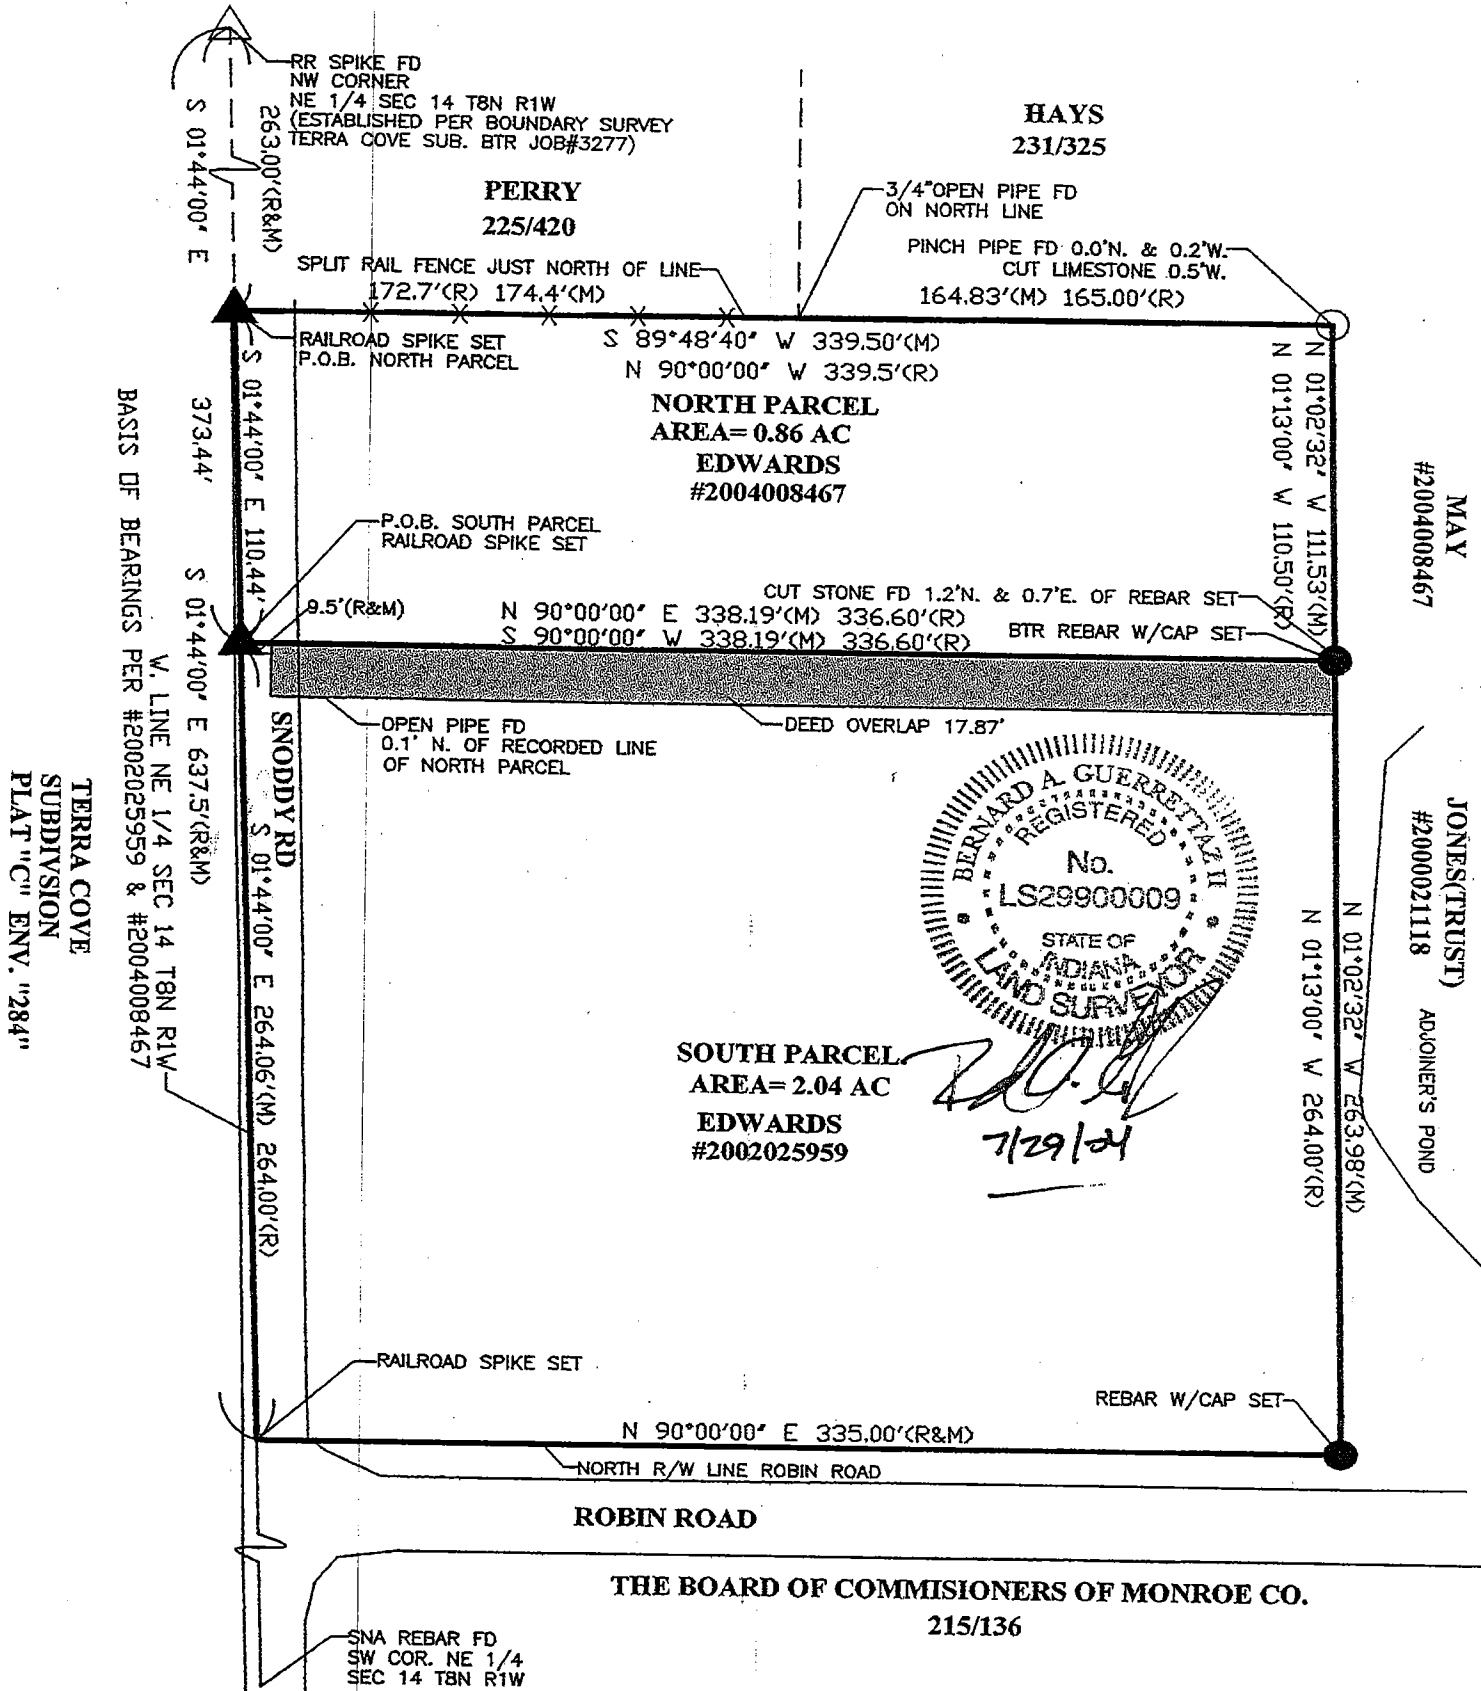 RR SPIKE FD
NW CORNER
NE 1/4 SEC 14 T8N R1W
(ESTABLISHED PER BOUNDARY SURVEY
TERRA COVE SUB. BTR JOB#3277)
S 01°44'00" E
263.00'(R&M)
PERRY
225/420
HAYS
231/325
3/4"OPEN PIPE FD
ON NORTH LINE
PINCH PIPE FD 0.0'N. & 0.2'W.
CUT LIMESTONE 0.5'W.
SPLIT RAIL FENCE JUST NORTH OF LINE
172.7'(R) 174.4'(M)
164.83'(M) 165.00'(R)
RAILROAD SPIKE SET
P.O.B. NORTH PARCEL
S 89°48'40" W 339.50'(M)
N 90°00'00" W 339.5'(R)
NORTH PARCEL
AREA= 0.86 AC
EDWARDS
#2004008467
S 01°44'00" E 110.44'
373.44'
N 01°02'32" W 111.53'(M)
N 01°13'00" W 110.50'(R)
MAY
#2004008467
P.O.B. SOUTH PARCEL
RAILROAD SPIKE SET
9.5'(R&M)
CUT STONE FD 1.2'N. & 0.7'E. OF REBAR SET
N 90°00'00" E 338.19'(M) 336.60'(R)
S 90°00'00" W 338.19'(M) 336.60'(R)
BTR REBAR W/CAP SET
OPEN PIPE FD
0.1' N. OF RECORDED LINE
OF NORTH PARCEL
DEED OVERLAP 17.87'
SNODDY RD
S 01°44'00" E 637.5'(R&M)
S 01°44'00" E 264.06'(M) 264.00'(R)
W. LINE NE 1/4 SEC 14 T8N R1W
BASIS OF BEARINGS PER #2002025959 & #2004008467
TERRA COVE
SUBDIVSION
PLAT "C" ENV. "284"
JONES(TRUST)
#2000021118
ADJOINER'S POND
N 01°02'32" W 263.98'(M)
N 01°13'00" W 264.00'(R)
BERNARD A. GUERRETTAZ II
REGISTERED
No.
LS29900009
STATE OF
INDIANA
LAND SURVEYOR
7/29/04
SOUTH PARCEL
AREA= 2.04 AC
EDWARDS
#2002025959
RAILROAD SPIKE SET
REBAR W/CAP SET
N 90°00'00" E 335.00'(R&M)
NORTH R/W LINE ROBIN ROAD
ROBIN ROAD
THE BOARD OF COMMISIONERS OF MONROE CO.
215/136
SNA REBAR FD
SW COR. NE 1/4
SEC 14 T8N R1W